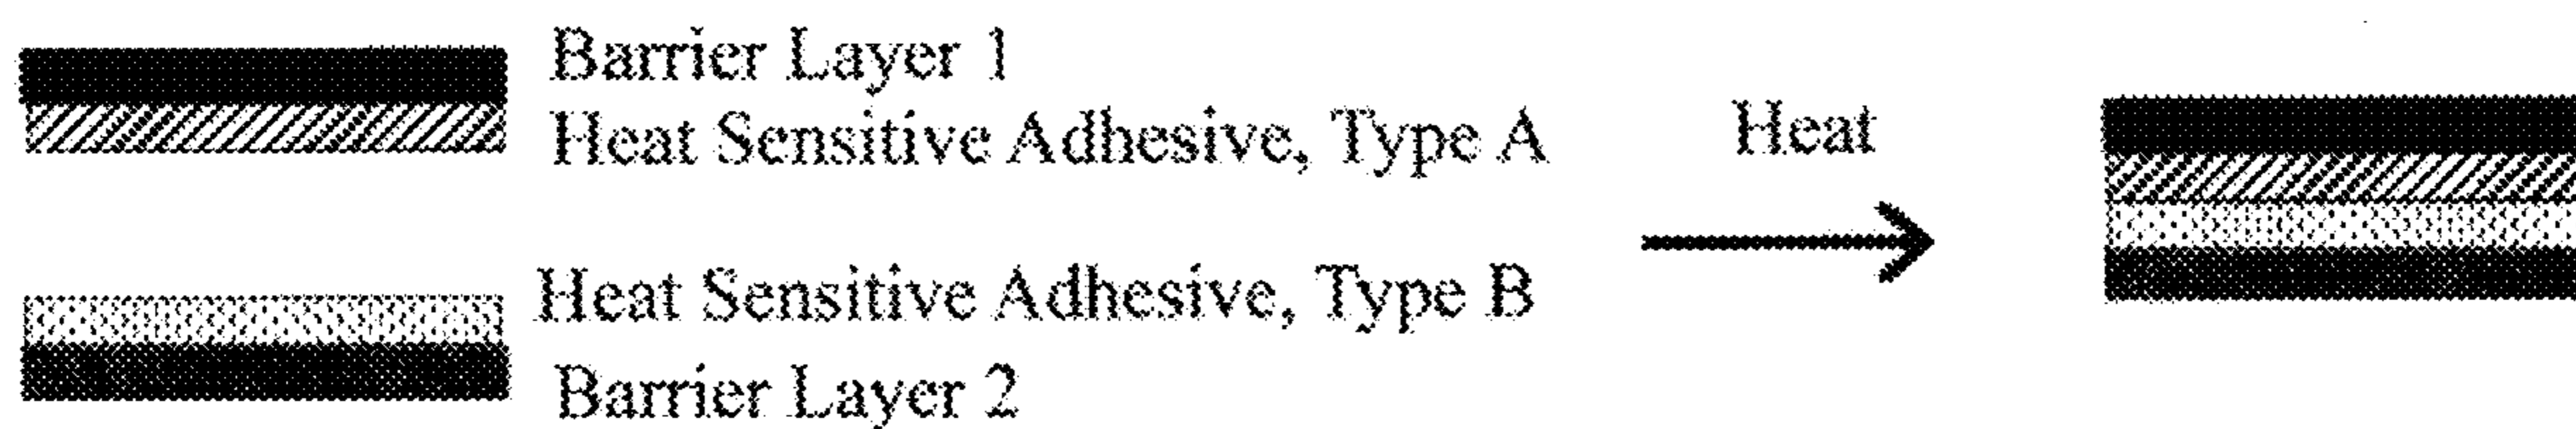 Barrier Layer 1
Heat Sensitive Adhesive, Type A
Heat
Heat Sensitive Adhesive, Type B
Barrier Layer 2